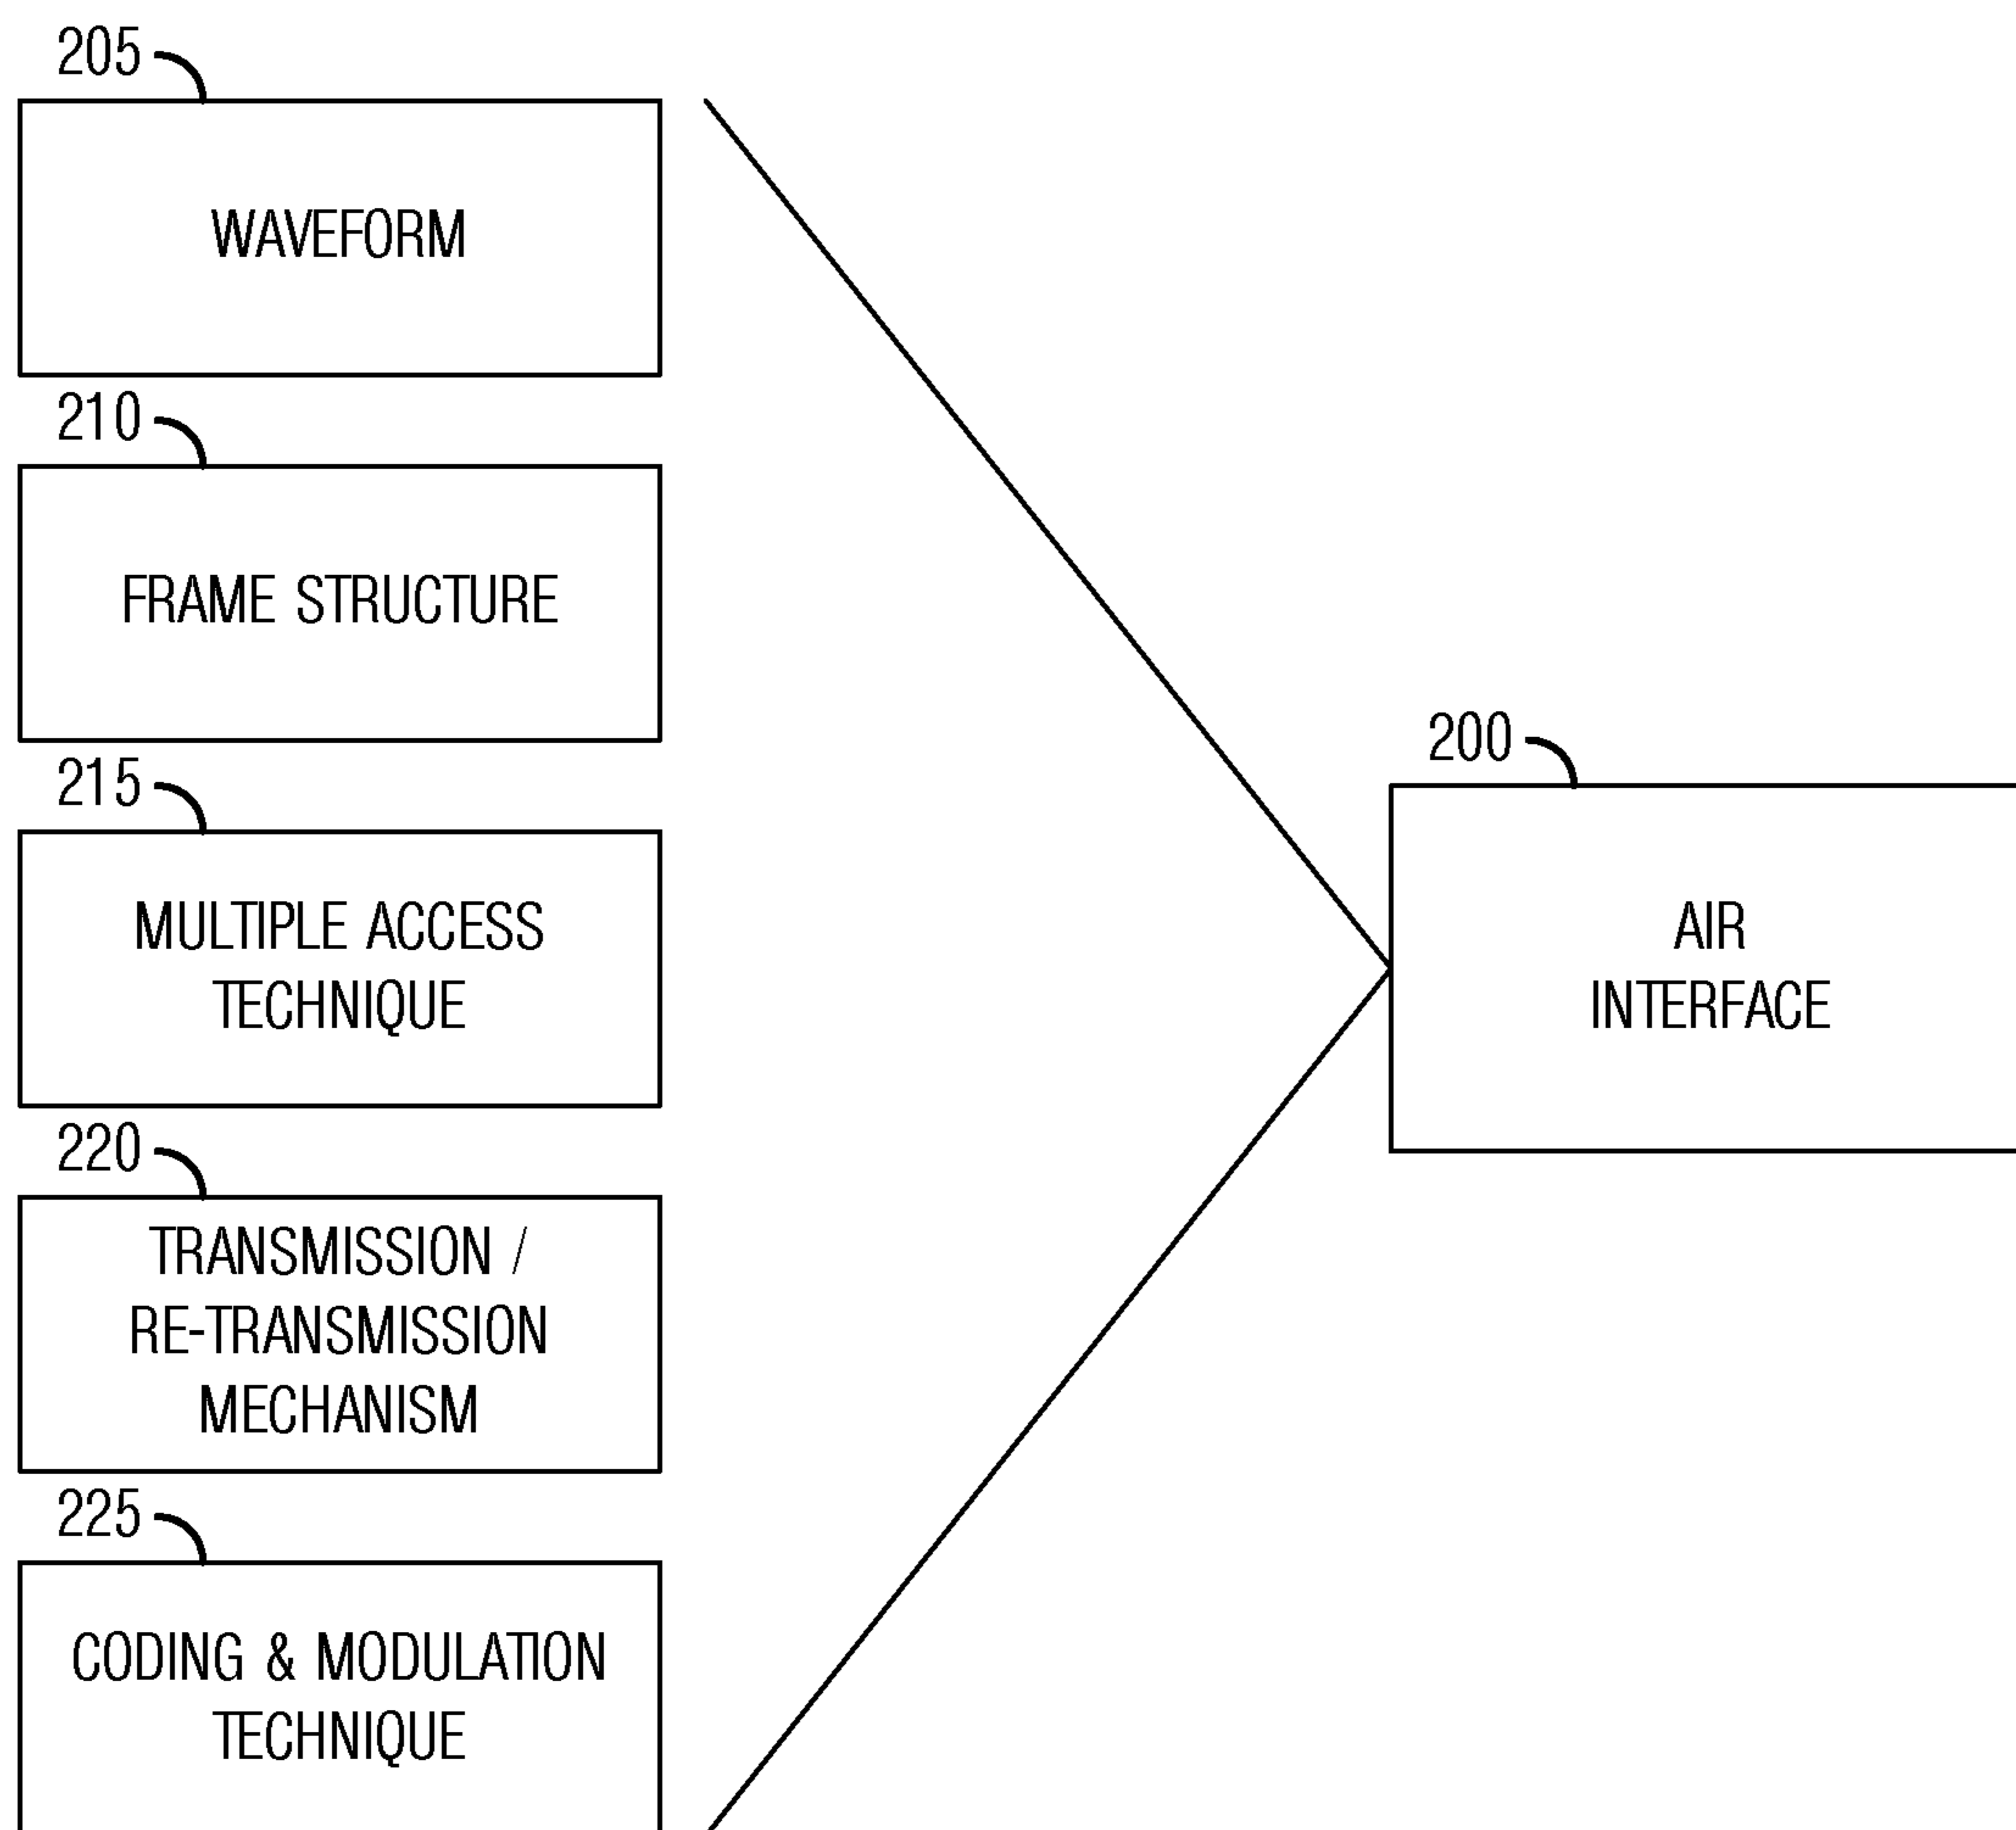 205
WAVEFORM
210
FRAME STRUCTURE
215
MULTIPLE ACCESS
TECHNIQUE
220
TRANSMISSION /
RE-TRANSMISSION
MECHANISM
225
CODING & MODULATION
TECHNIQUE
200
AIR
INTERFACE